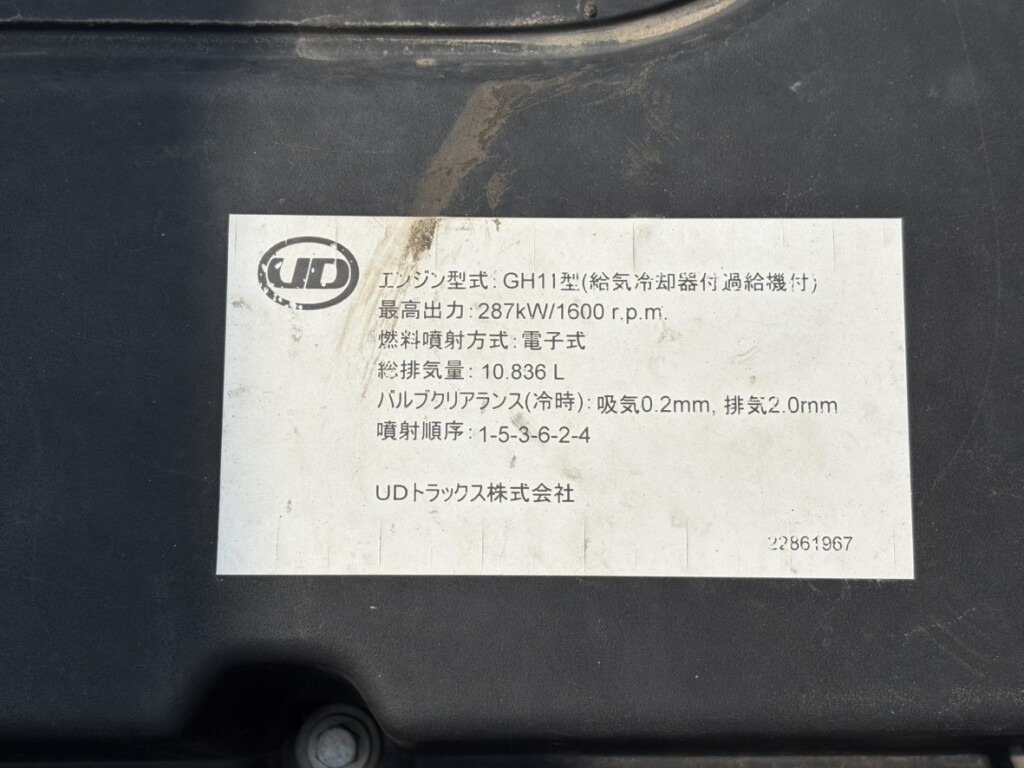 UD
エンジン型式: GH11型(給気冷却器付過給機付)
最高出力: 287kW/1600 r.p.m.
燃料噴射方式: 電子式
総排気量: 10.836 L
バルブクリアランス(冷時): 吸気0.2mm, 排気2.0mm
噴射順序: 1-5-3-6-2-4
UDトラックス株式会社
22861967